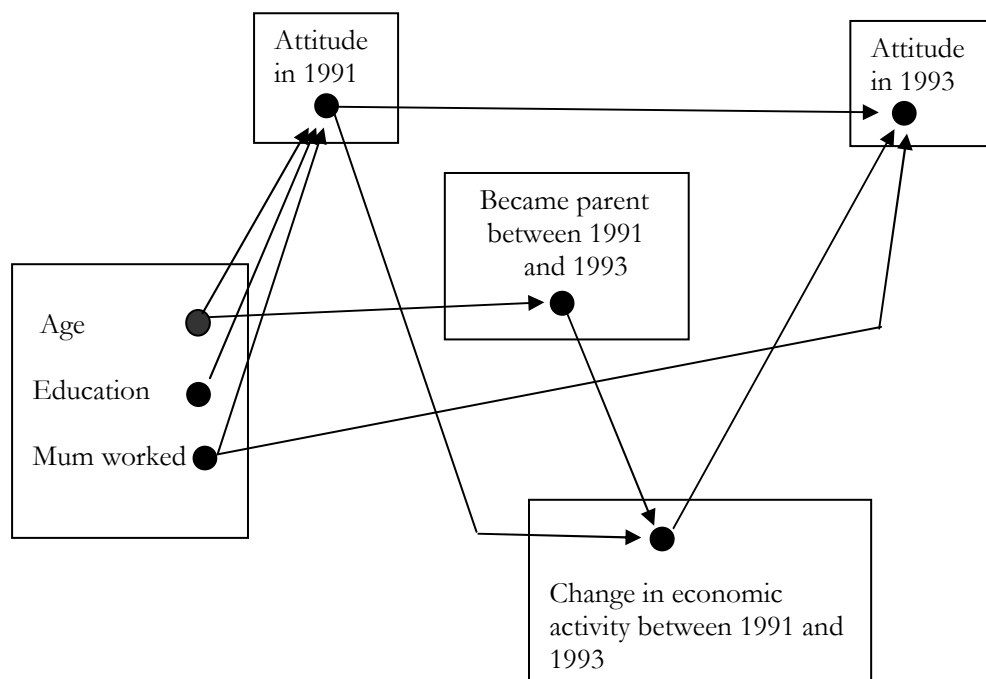 Attitude
in 1991
Attitude
in 1993
Became parent
between 1991
and 1993
Age
Education
Mum worked
Change in economic
activity between 1991 and
1993